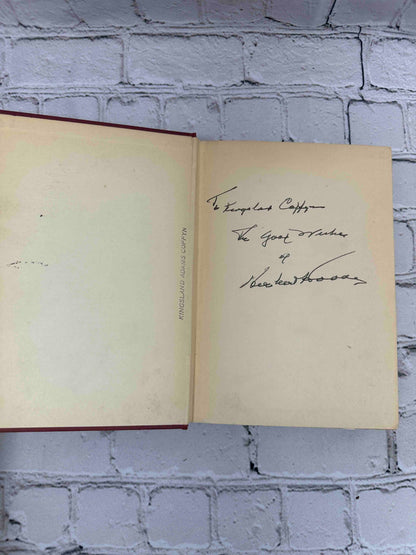 KINGSLAND ADAMS COFFYN
To Kingsland Coffyn
The Good Wishes
of
Herbert Hoover